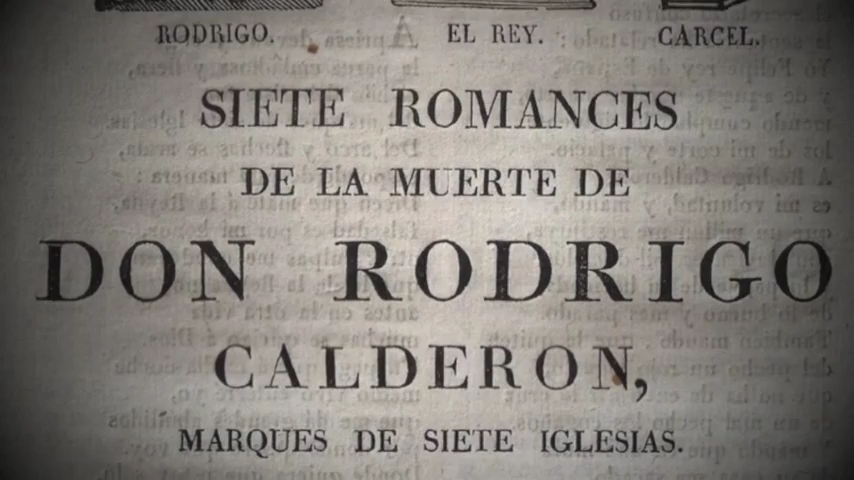 RODRIGO. EL REY. CARCEL.
SIETE ROMANCES
DE LA MUERTE DE
DON RODRIGO
CALDERON,
MARQUES DE SIETE IGLESIAS.